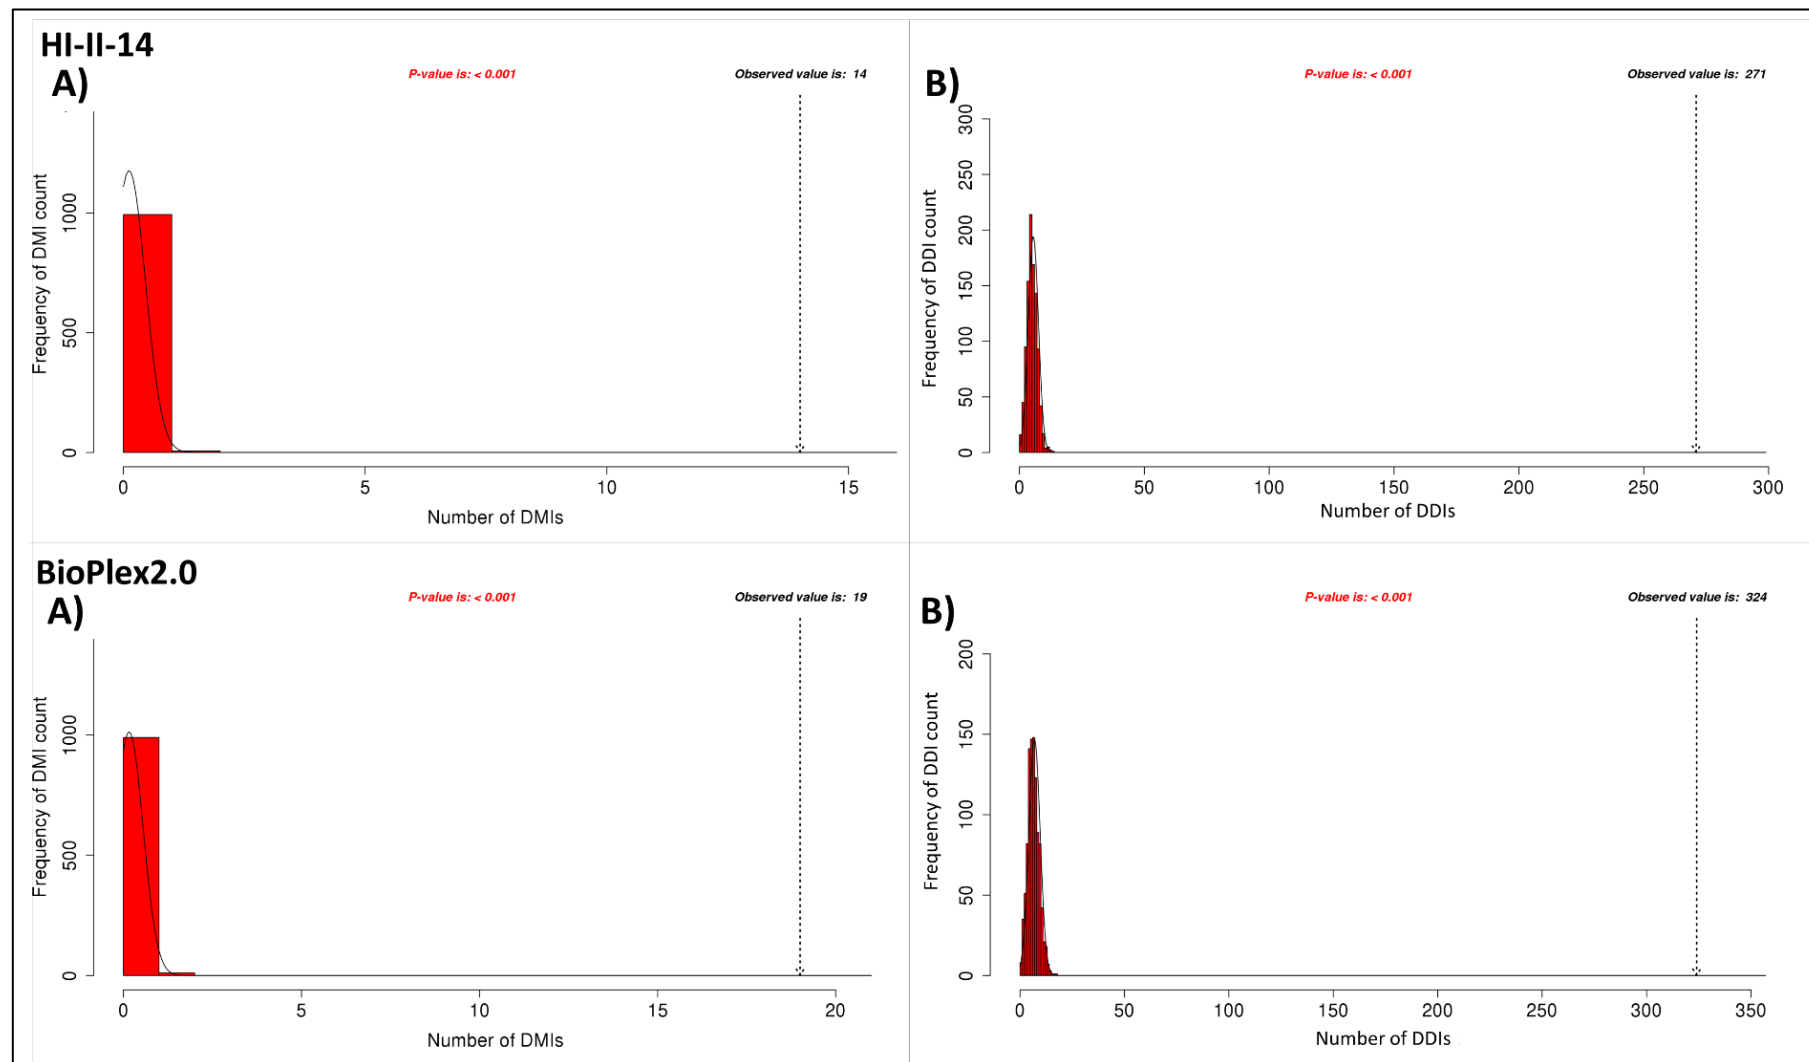 HI-II-14
A)
P-value is: < 0.001
Observed value is: 14
Frequency of DMI count
0
500
1000
0
5
10
15
Number of DMIs
B)
P-value is: < 0.001
Observed value is: 271
Frequency of DDI count
0
50
100
150
200
250
300
0
50
100
150
200
250
300
Number of DDIs
BioPlex2.0
A)
P-value is: < 0.001
Observed value is: 19
Frequency of DMI count
0
500
1000
0
5
10
15
20
Number of DMIs
B)
P-value is: < 0.001
Observed value is: 324
Frequency of DDI count
0
50
100
150
200
0
50
100
150
200
250
300
350
Number of DDIs